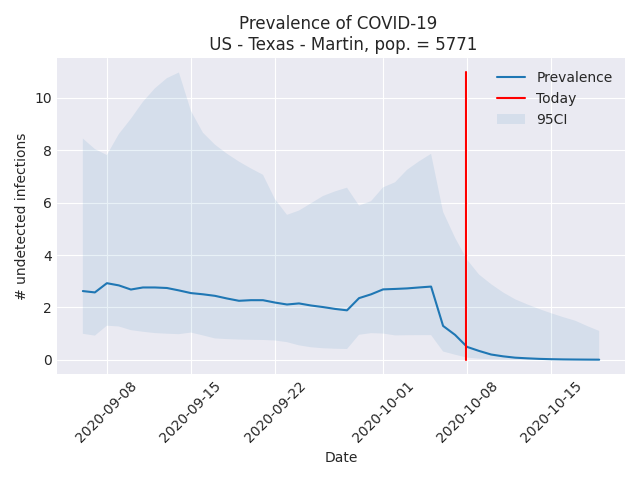 Prevalence of COVID-19
US - Texas - Martin, pop. = 5771
Prevalence
Today
95CI
# undetected infections
10
8
6
4
2
0
2020-09-08
2020-09-15
2020-09-22
2020-10-01
2020-10-08
2020-10-15
Date